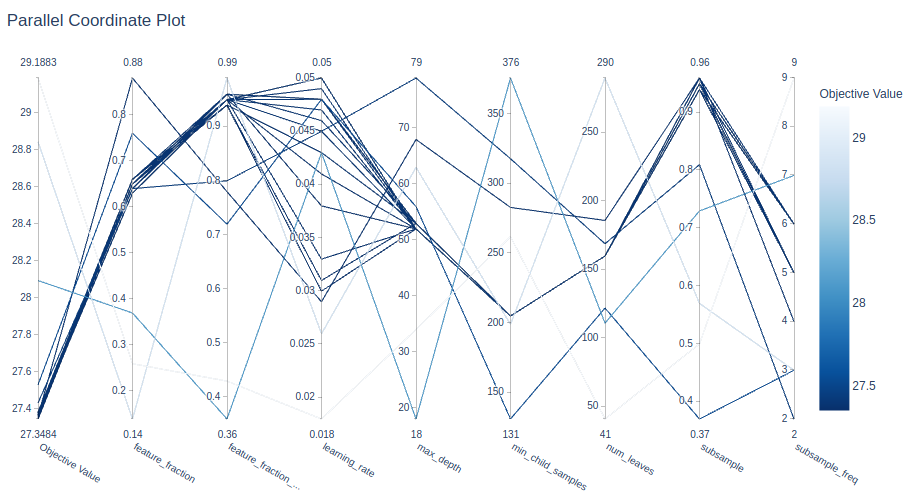 Parallel Coordinate Plot
29.1883 0.88 0.99 0.05 79 376 290 0.96 9
Objective Value
29 28.8 28.6 28.4 28.2 28 27.8 27.6 27.4
0.8 0.7 0.6 0.5 0.4 0.3 0.2
0.9 0.8 0.7 0.6 0.5 0.4
0.05 0.045 0.04 0.035 0.03 0.025 0.02
70 60 50 40 30 20
350 300 250 200 150
250 200 150 100 50
0.9 0.8 0.7 0.6 0.5 0.4
9 8 7 6 5 4 3 2
29 28.5 28 27.5
27.3484 0.14 0.36 0.018 18 131 41 0.37 2
Objective Value feature_fraction feature_fraction_... learning_rate max_depth min_child_samples num_leaves subsample subsample_freq